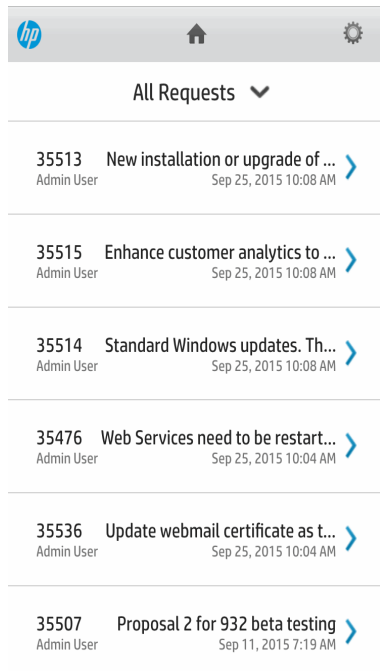 hp
All Requests
35513 New installation or upgrade of ...
Admin User Sep 25, 2015 10:08 AM
35515 Enhance customer analytics to ...
Admin User Sep 25, 2015 10:08 AM
35514 Standard Windows updates. Th...
Admin User Sep 25, 2015 10:08 AM
35476 Web Services need to be restart...
Admin User Sep 25, 2015 10:04 AM
35536 Update webmail certificate as t...
Admin User Sep 25, 2015 10:04 AM
35507 Proposal 2 for 932 beta testing
Admin User Sep 11, 2015 7:19 AM